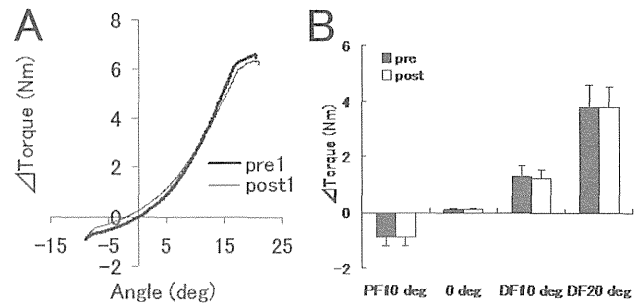 A
8
6
4
2
0
-2
⊿Torque (Nm)
pre1
post1
-15 -5 5 15 25
Angle (deg)
B
6
4
2
0
-2
⊿Torque (Nm)
pre
post
PF10 deg 0 deg DF10 deg DF20 deg